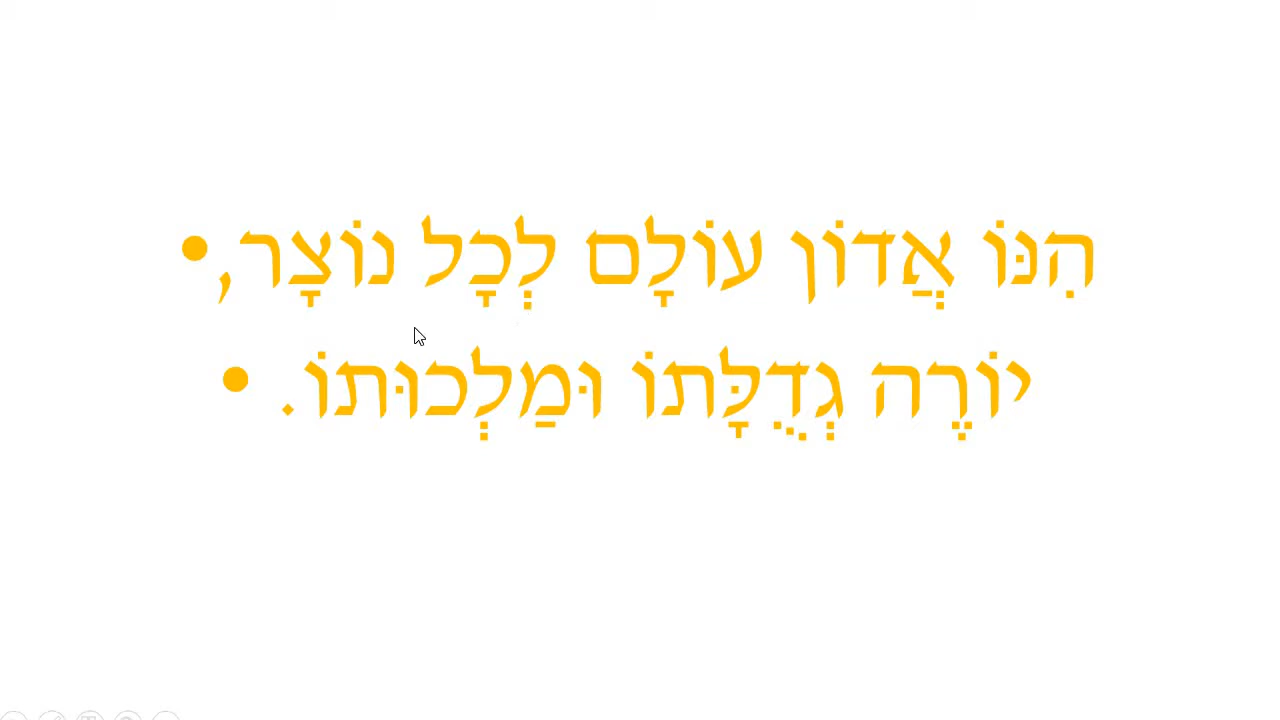 • הִנּוֹ אֲדוֹן עוֹלָם לְכָל נוֹצָר,
• יוֹרֶה גְדֻלָּתוֹ וּמַלְכוּתוֹ.